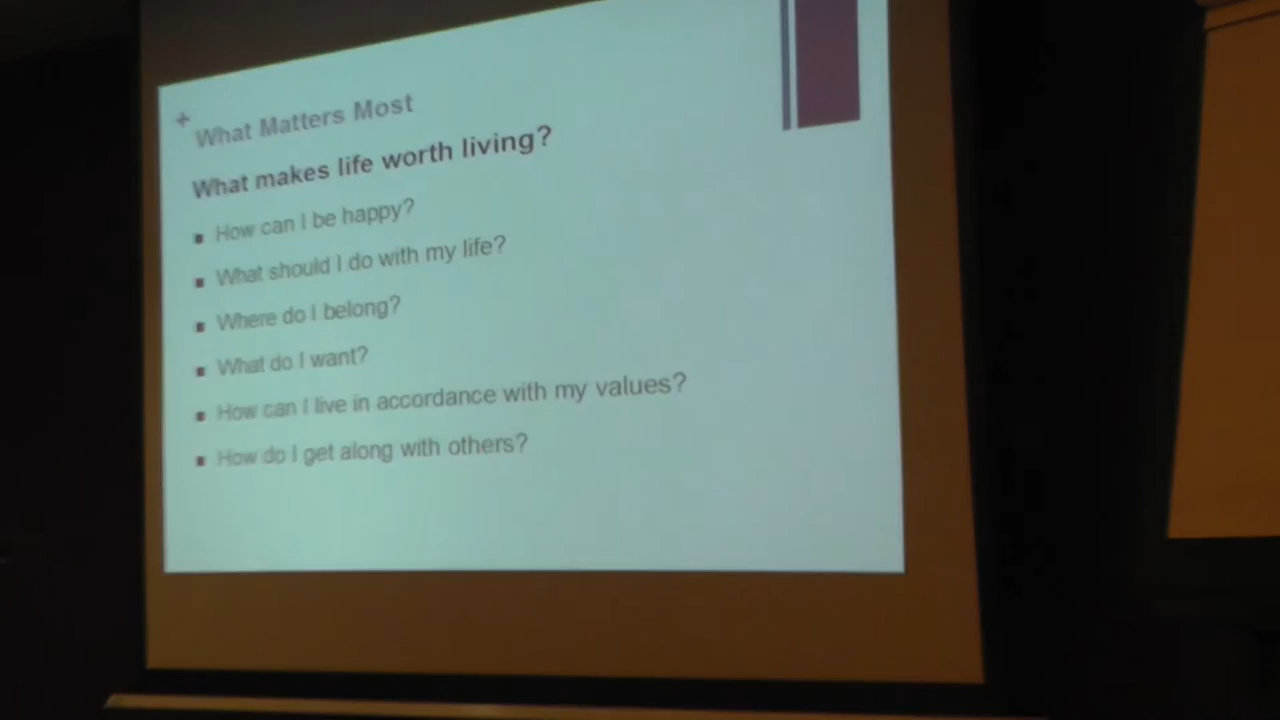 +
What Matters Most
What makes life worth living?
▪ How can I be happy?
▪ What should I do with my life?
▪ Where do I belong?
▪ What do I want?
▪ How can I live in accordance with my values?
▪ How do I get along with others?